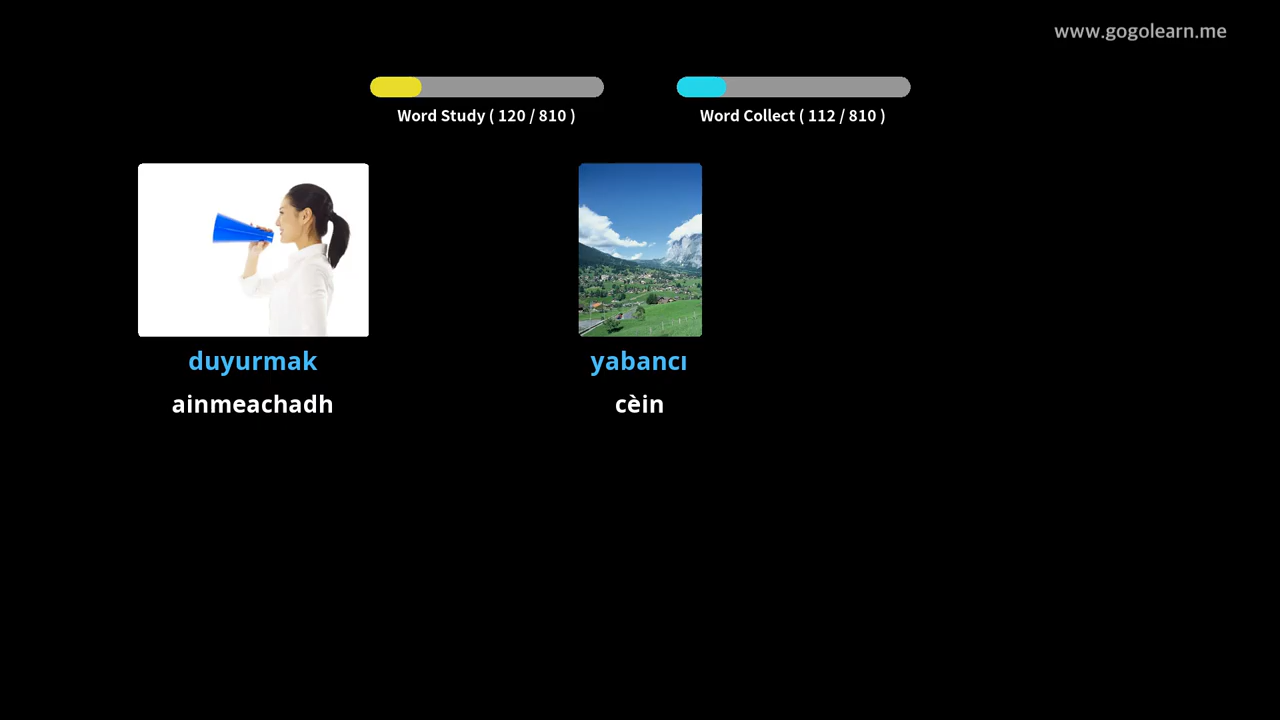 www.gogolearn.me
Word Study ( 120 / 810 )
Word Collect ( 112 / 810 )
duyurmak
yabancı
ainmeachadh
cèin